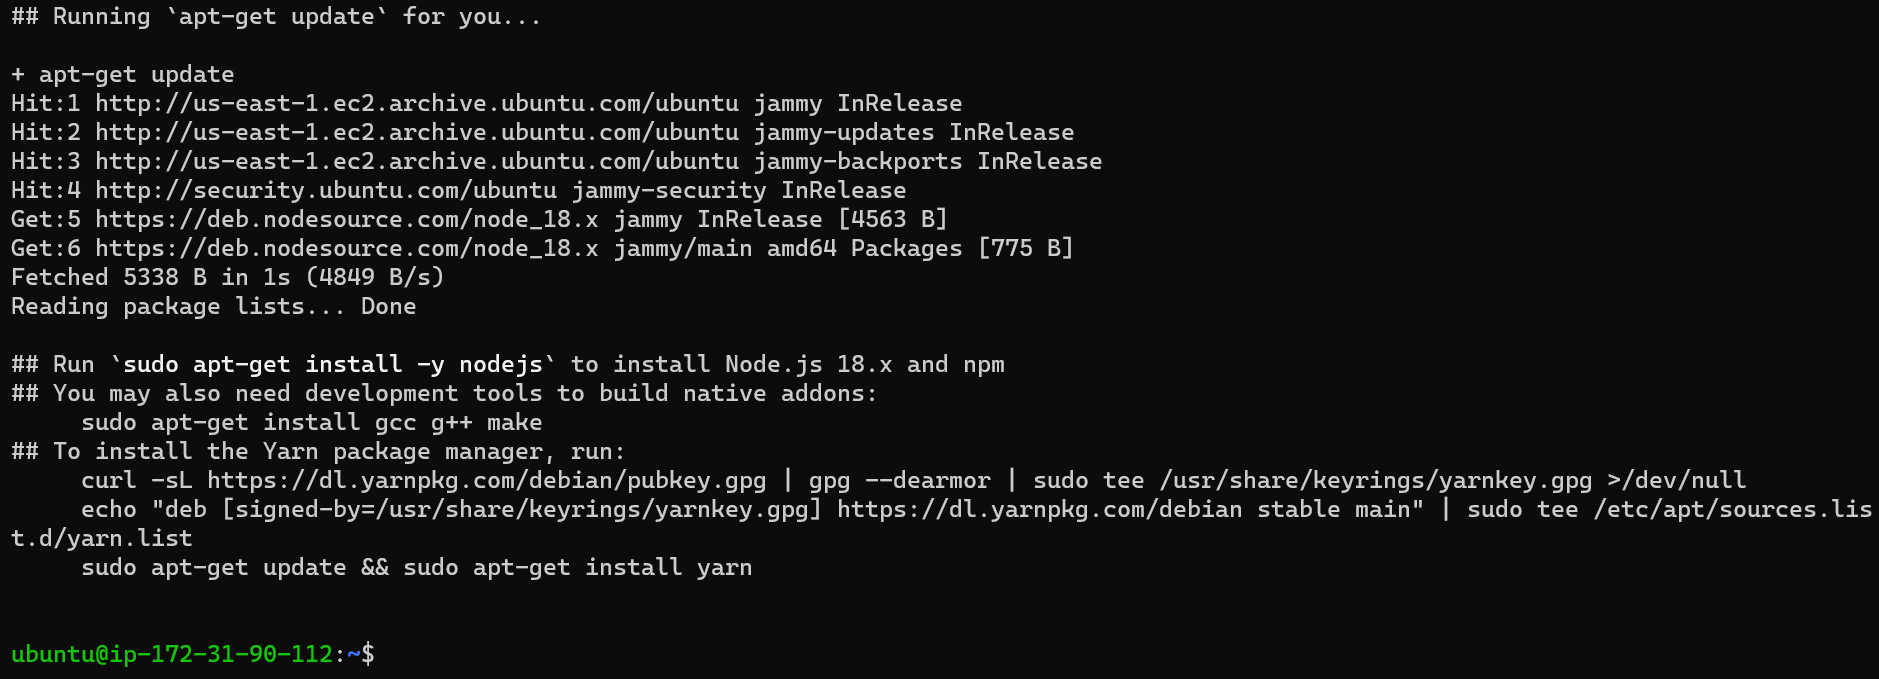 ## Running `apt-get update` for you...

+ apt-get update
Hit:1 http://us-east-1.ec2.archive.ubuntu.com/ubuntu jammy InRelease
Hit:2 http://us-east-1.ec2.archive.ubuntu.com/ubuntu jammy-updates InRelease
Hit:3 http://us-east-1.ec2.archive.ubuntu.com/ubuntu jammy-backports InRelease
Hit:4 http://security.ubuntu.com/ubuntu jammy-security InRelease
Get:5 https://deb.nodesource.com/node_18.x jammy InRelease [4563 B]
Get:6 https://deb.nodesource.com/node_18.x jammy/main amd64 Packages [775 B]
Fetched 5338 B in 1s (4849 B/s)
Reading package lists... Done

## Run `sudo apt-get install -y nodejs` to install Node.js 18.x and npm
## You may also need development tools to build native addons:
     sudo apt-get install gcc g++ make
## To install the Yarn package manager, run:
     curl -sL https://dl.yarnpkg.com/debian/pubkey.gpg | gpg --dearmor | sudo tee /usr/share/keyrings/yarnkey.gpg >/dev/null
     echo "deb [signed-by=/usr/share/keyrings/yarnkey.gpg] https://dl.yarnpkg.com/debian stable main" | sudo tee /etc/apt/sources.lis
t.d/yarn.list
     sudo apt-get update && sudo apt-get install yarn

ubuntu@ip-172-31-90-112:~$